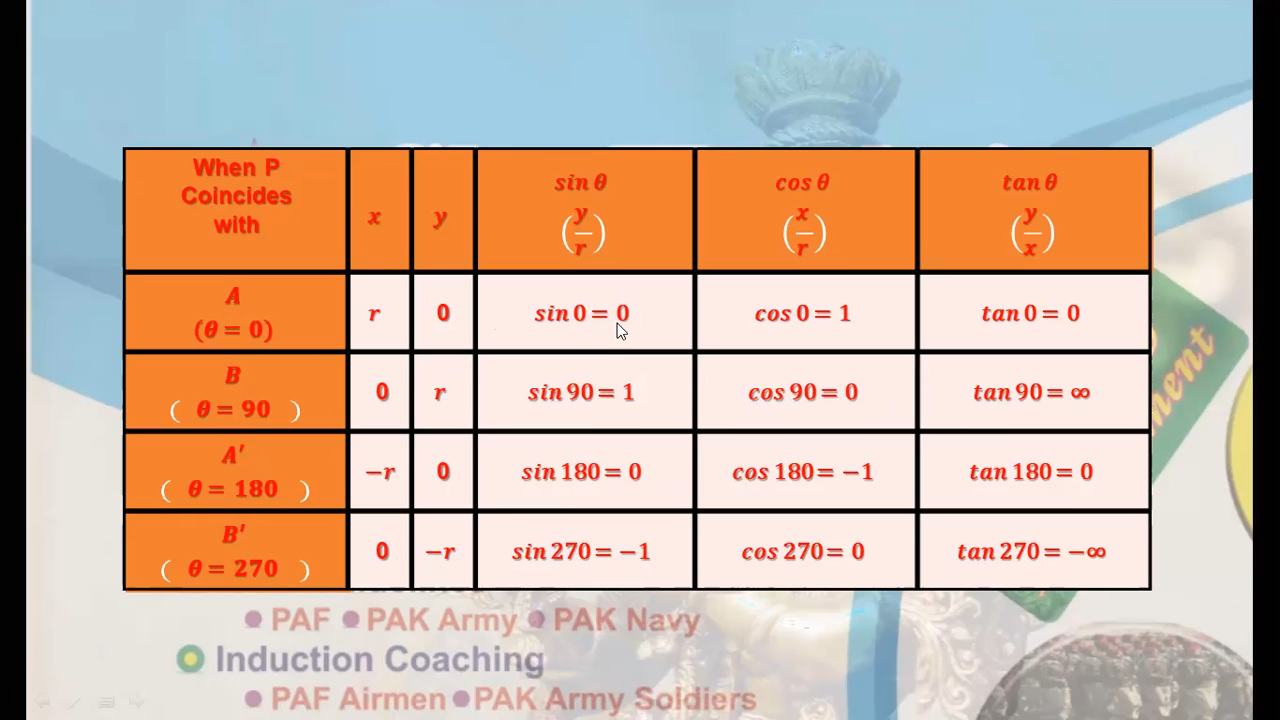 When P Coincides with | x | y | sin θ (y/r) | cos θ (x/r) | tan θ (y/x)
A (θ = 0) | r | 0 | sin 0 = 0 | cos 0 = 1 | tan 0 = 0
B ( θ = 90 ) | 0 | r | sin 90 = 1 | cos 90 = 0 | tan 90 = ∞
A′ ( θ = 180 ) | −r | 0 | sin 180 = 0 | cos 180 = −1 | tan 180 = 0
B′ ( θ = 270 ) | 0 | −r | sin 270 = −1 | cos 270 = 0 | tan 270 = −∞
PAF PAK Army PAK Navy
Induction Coaching
PAF Airmen PAK Army Soldiers